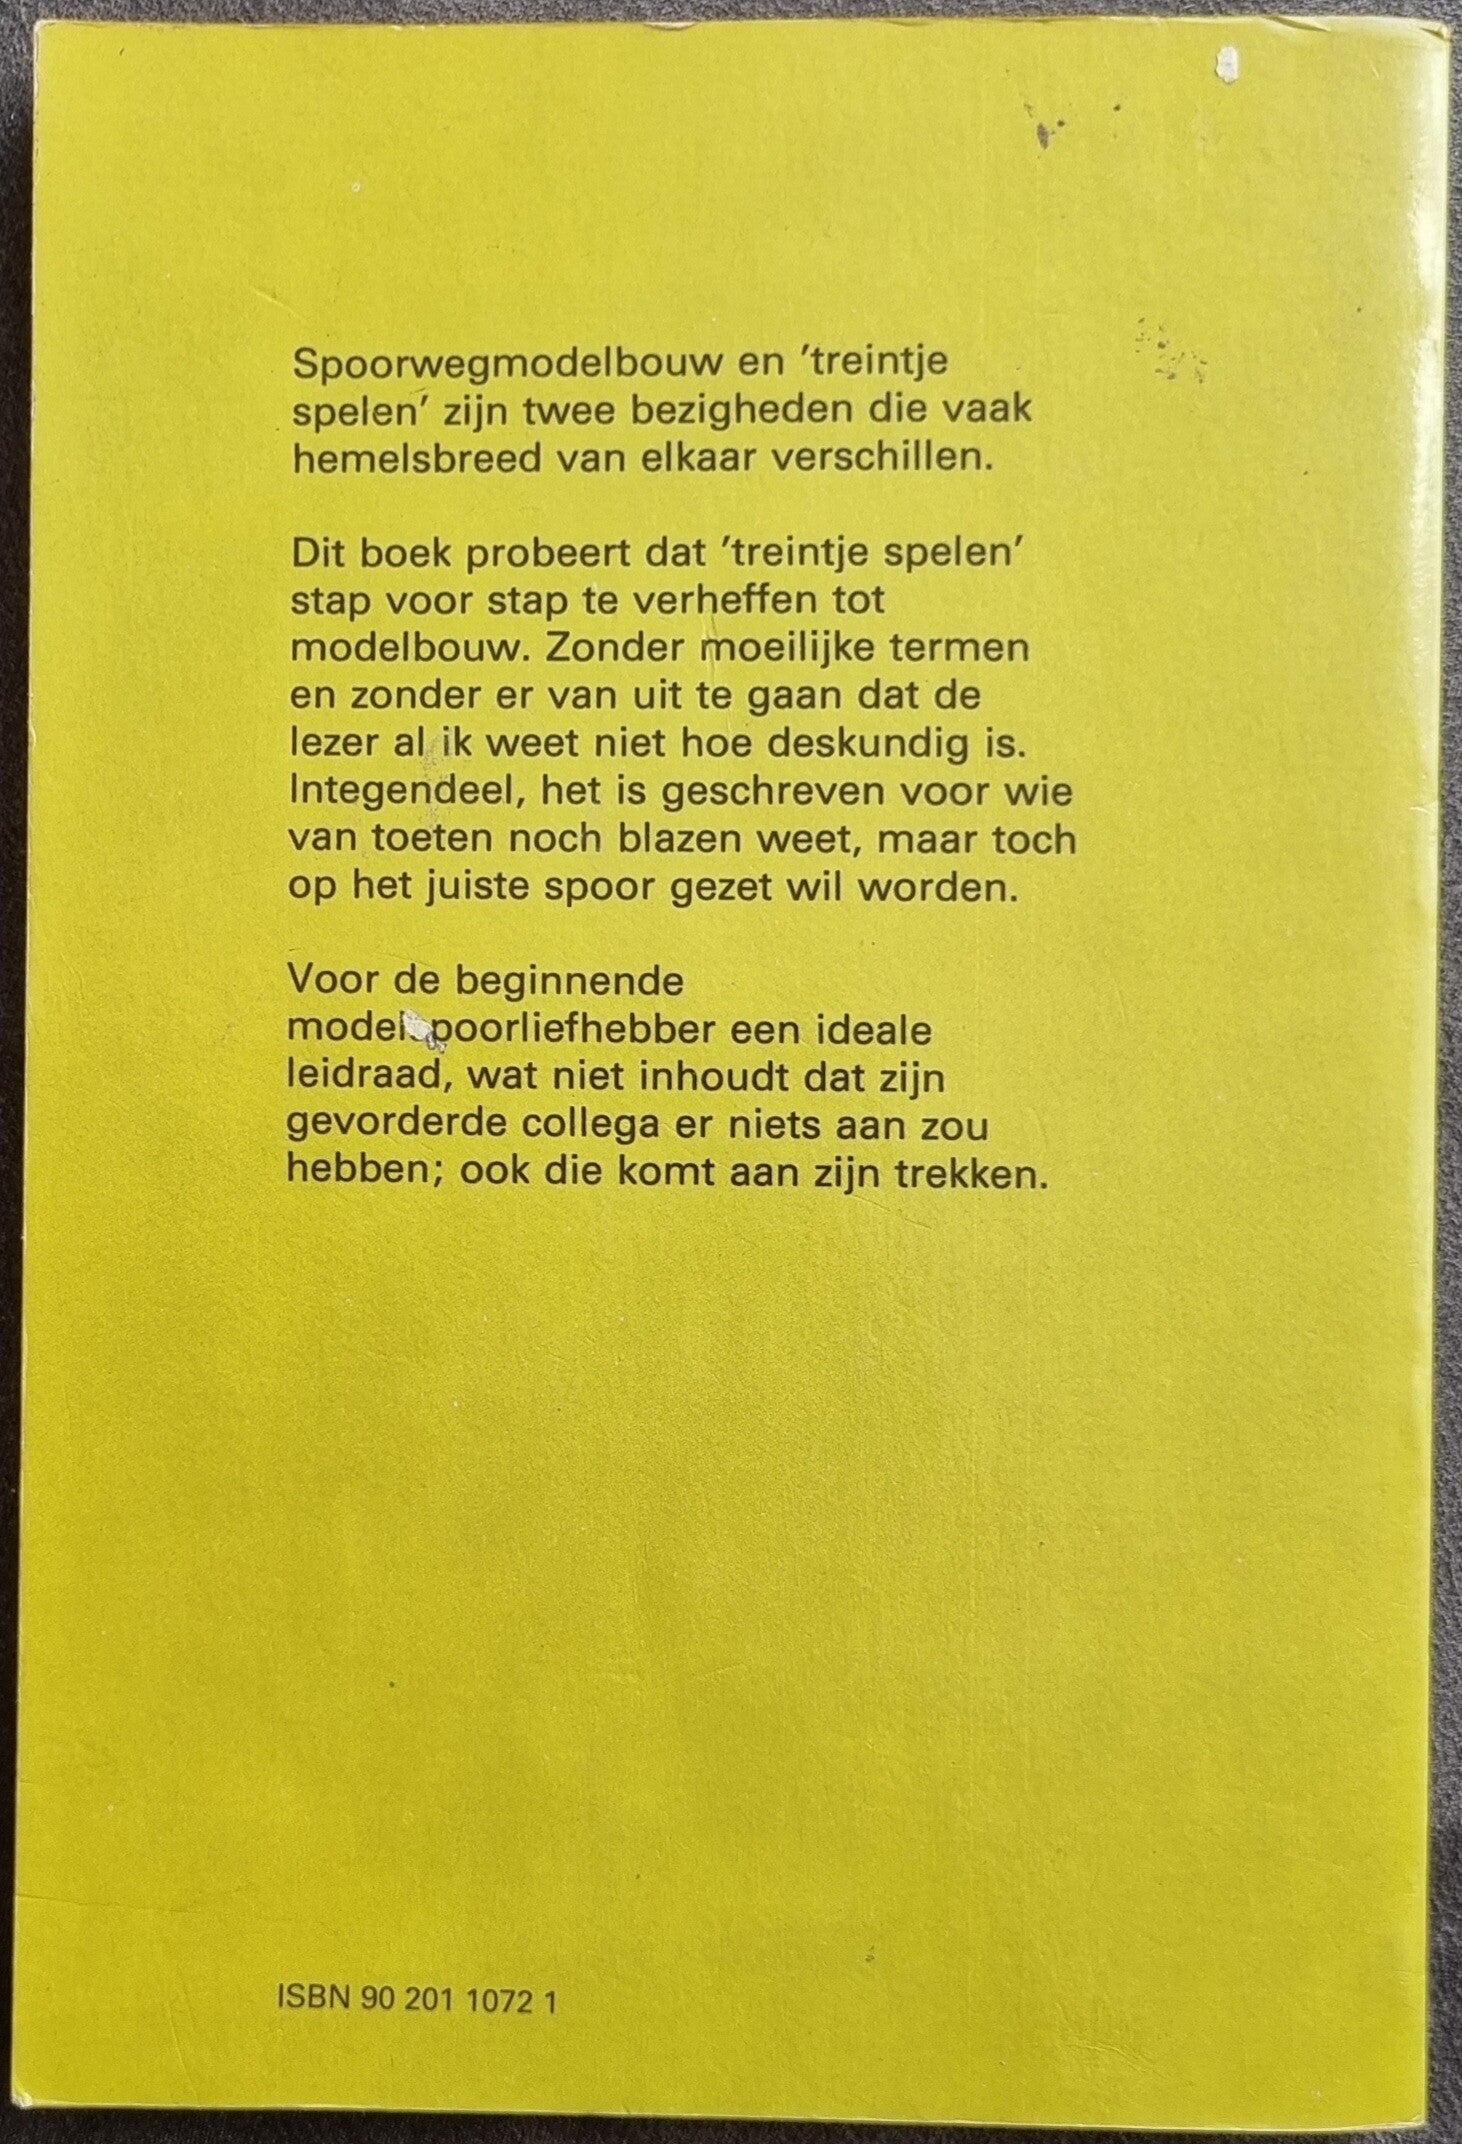 Spoorwegmodelbouw en 'treintje
spelen' zijn twee bezigheden die vaak
hemelsbreed van elkaar verschillen.
Dit boek probeert dat 'treintje spelen'
stap voor stap te verheffen tot
modelbouw. Zonder moeilijke termen
en zonder er van uit te gaan dat de
lezer al ik weet niet hoe deskundig is.
Integendeel, het is geschreven voor wie
van toeten noch blazen weet, maar toch
op het juiste spoor gezet wil worden.
Voor de beginnende
modelspoorliefhebber een ideale
leidraad, wat niet inhoudt dat zijn
gevorderde collega er niets aan zou
hebben; ook die komt aan zijn trekken.
ISBN 90 201 1072 1